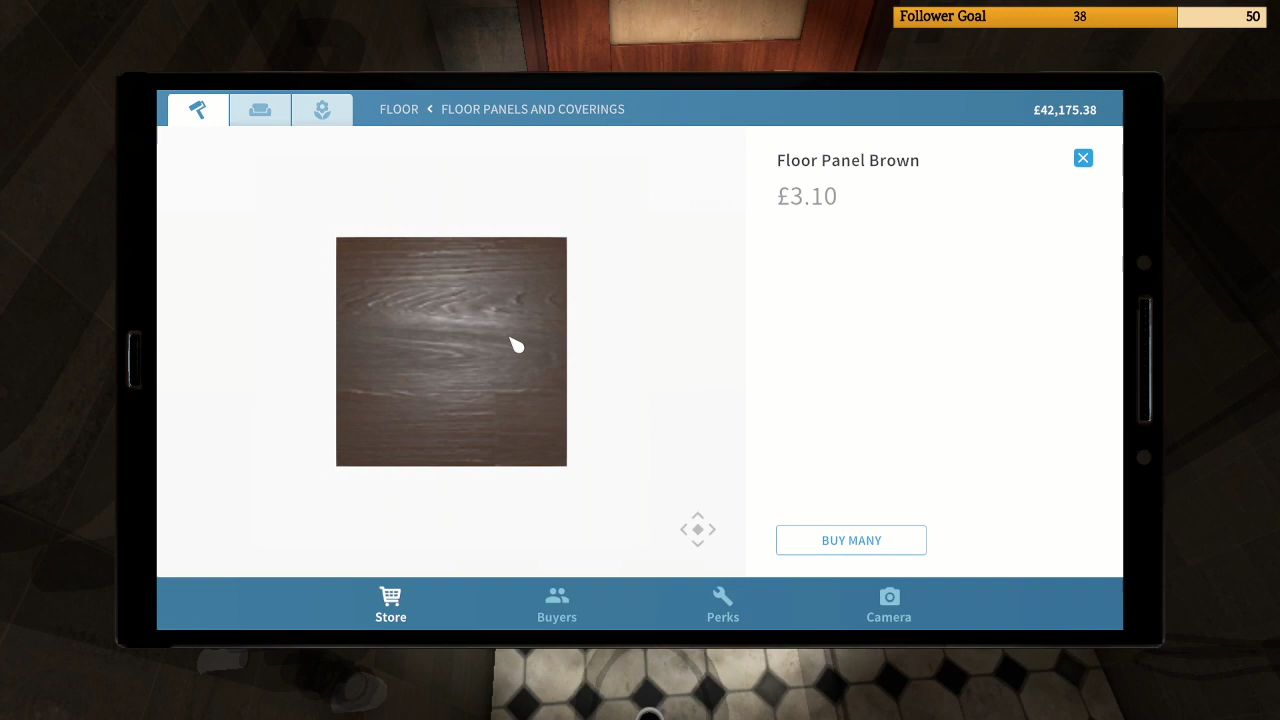 Follower Goal 38 50
FLOOR < FLOOR PANELS AND COVERINGS £42,175.38
Floor Panel Brown
£3.10
BUY MANY
Store Buyers Perks Camera